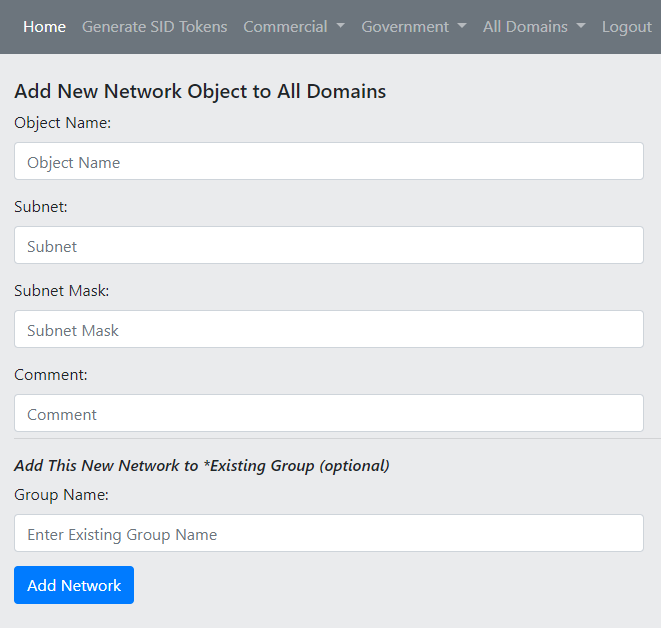 Home Generate SID Tokens Commercial Government All Domains Logout
Add New Network Object to All Domains
Object Name:
Object Name
Subnet:
Subnet
Subnet Mask:
Subnet Mask
Comment:
Comment
Add This New Network to *Existing Group (optional)
Group Name:
Enter Existing Group Name
Add Network